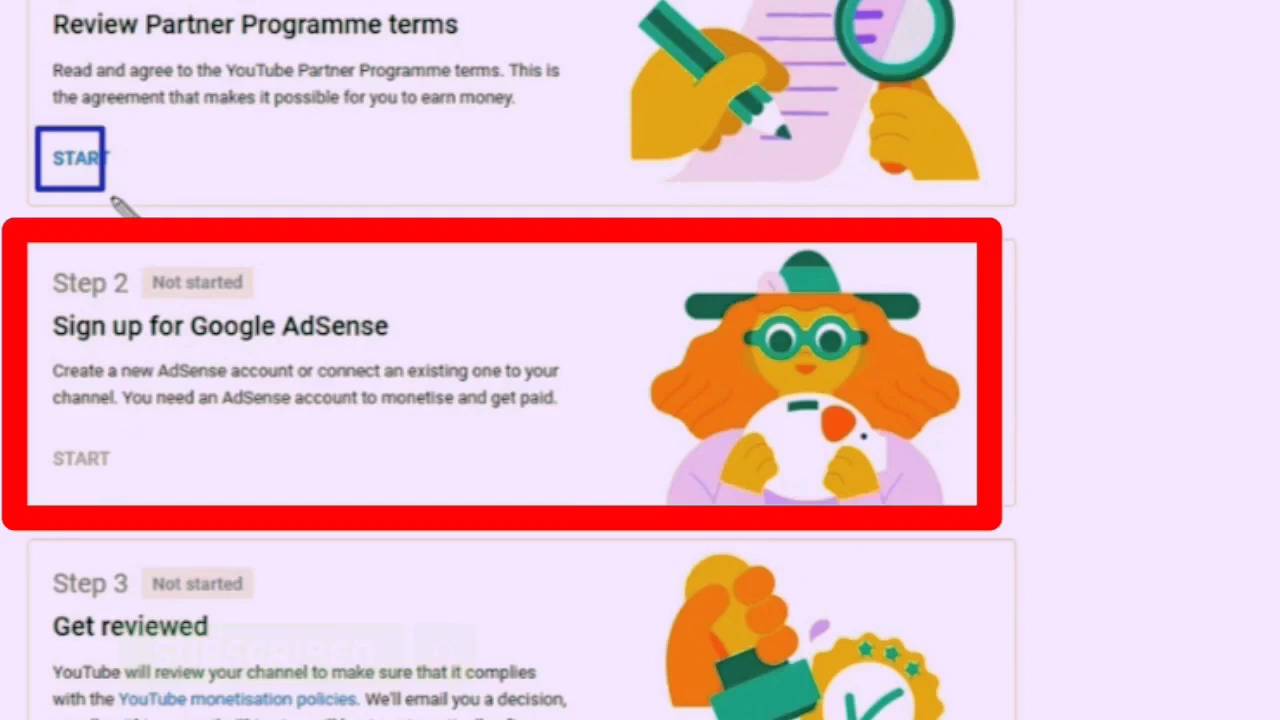 Review Partner Programme terms
Read and agree to the YouTube Partner Programme terms. This is
the agreement that makes it possible for you to earn money.
START
Step 2 Not started
Sign up for Google AdSense
Create a new AdSense account or connect an existing one to your
channel. You need an AdSense account to monetise and get paid.
START
Step 3 Not started
Get reviewed
YouTube will review your channel to make sure that it complies
with the YouTube monetisation policies. We'll email you a decision,